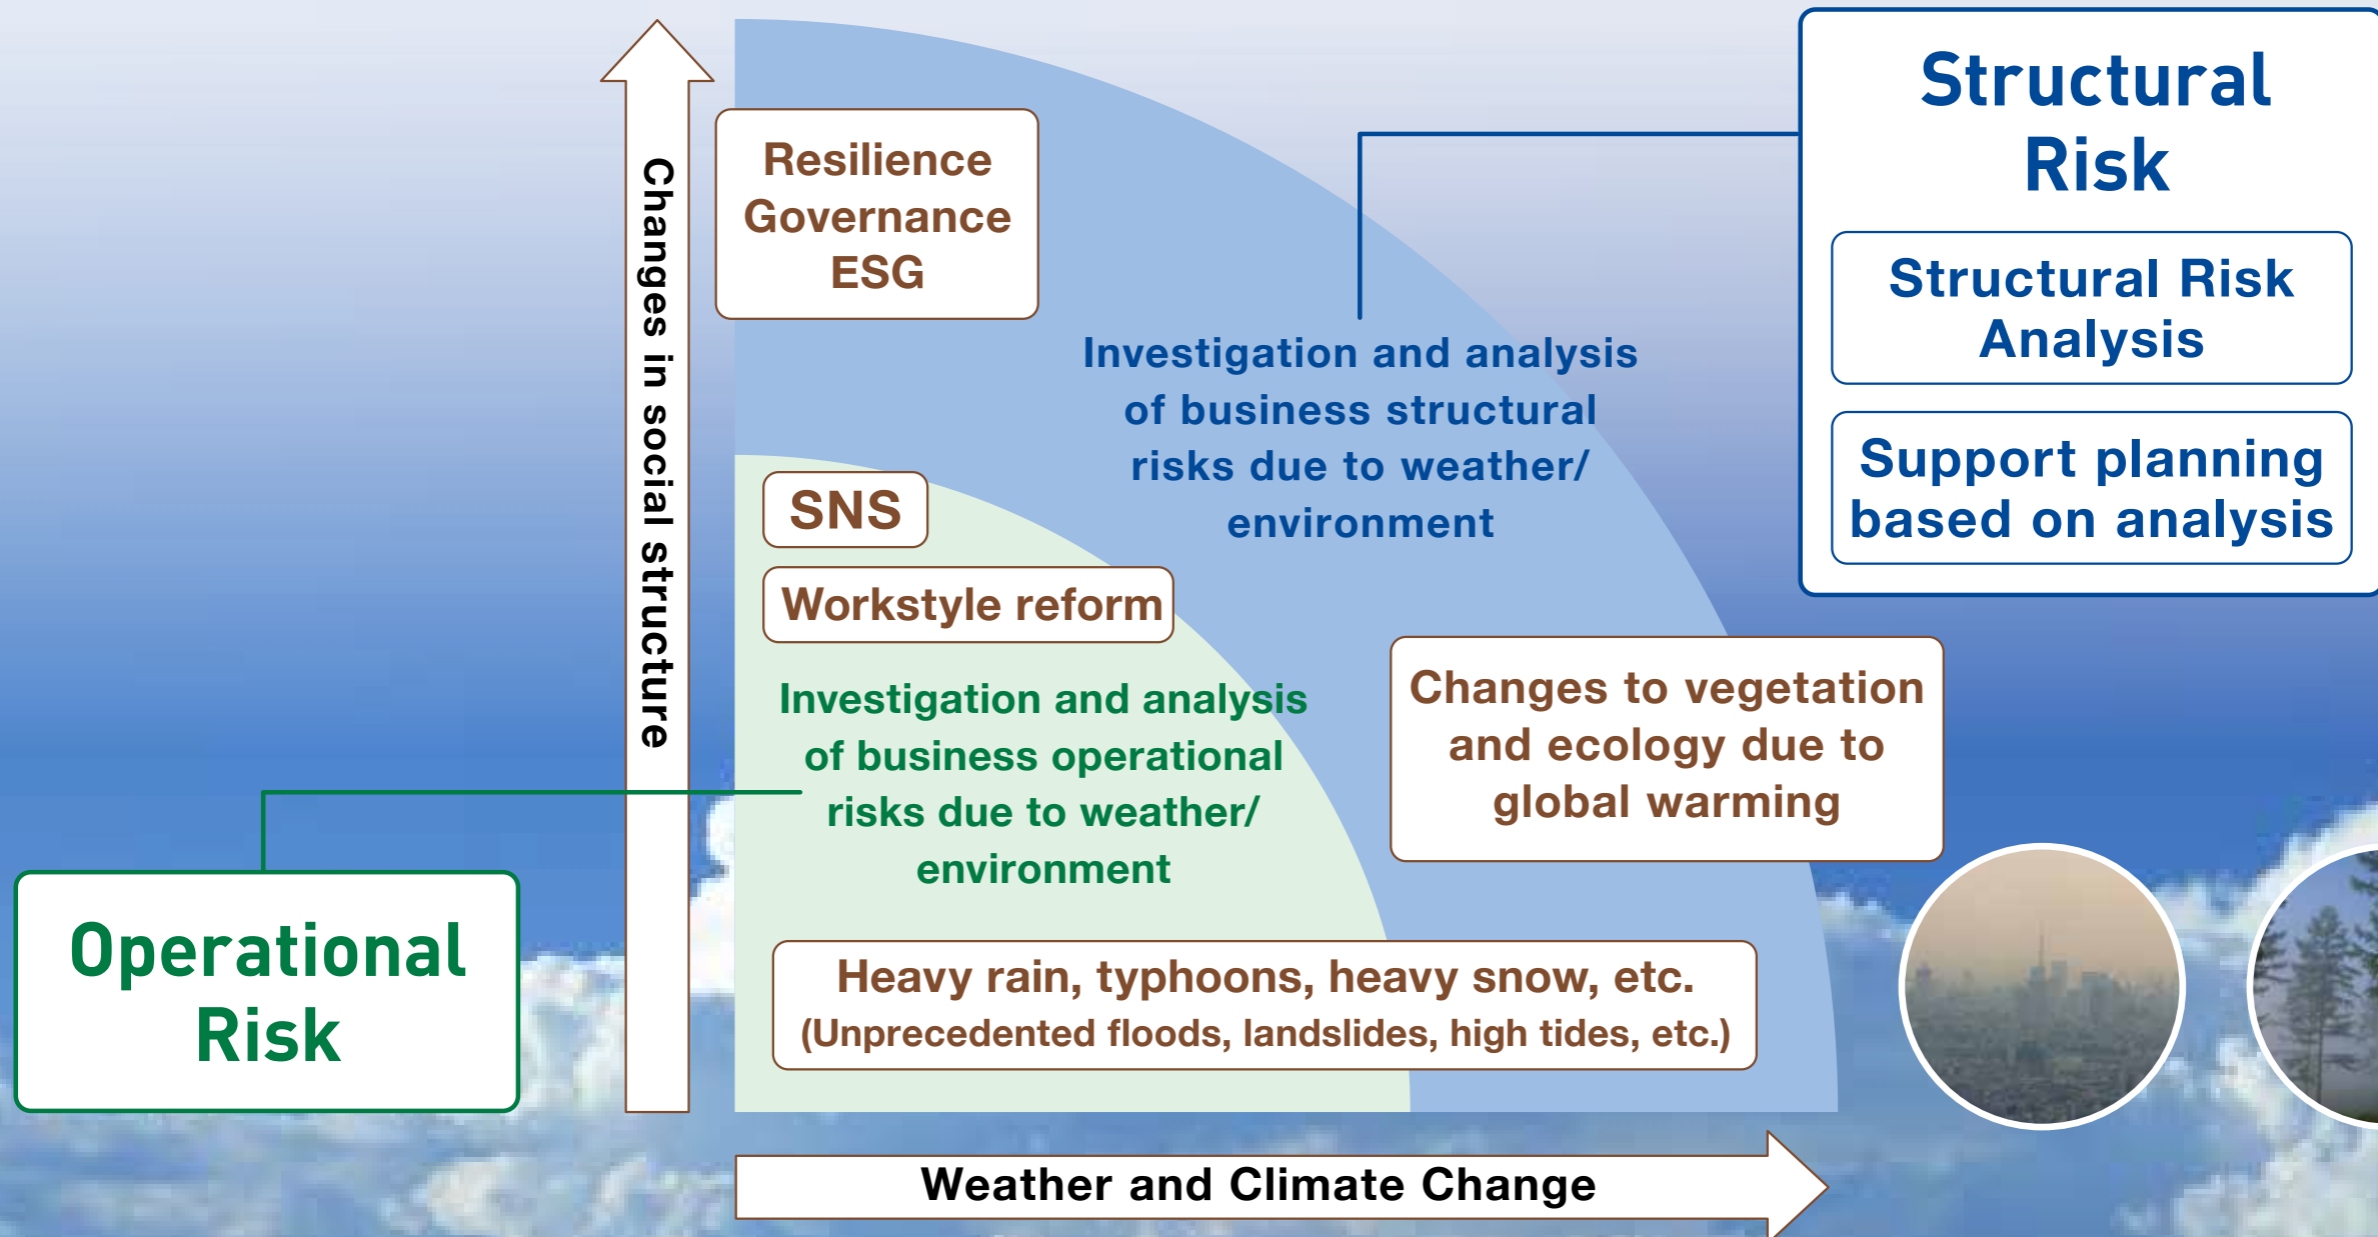 Changes in social structure
Resilience
Governance
ESG
Structural
Risk
Structural Risk
Analysis
Support planning
based on analysis
Investigation and analysis
of business structural
risks due to weather/
environment
SNS
Workstyle reform
Investigation and analysis
of business operational
risks due to weather/
environment
Changes to vegetation
and ecology due to
global warming
Operational
Risk
Heavy rain, typhoons, heavy snow, etc.
(Unprecedented floods, landslides, high tides, etc.)
Weather and Climate Change